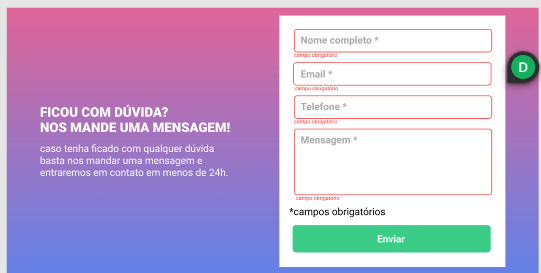 FICOU COM DÚVIDA?
NOS MANDE UMA MENSAGEM!
caso tenha ficado com qualquer dúvida
basta nos mandar uma mensagem e
entraremos em contato em menos de 24h.
Nome completo *
campo obrigatório
Email *
campo obrigatório
Telefone *
campo obrigatório
Mensagem *
campo obrigatório
*campos obrigatórios
Enviar
D